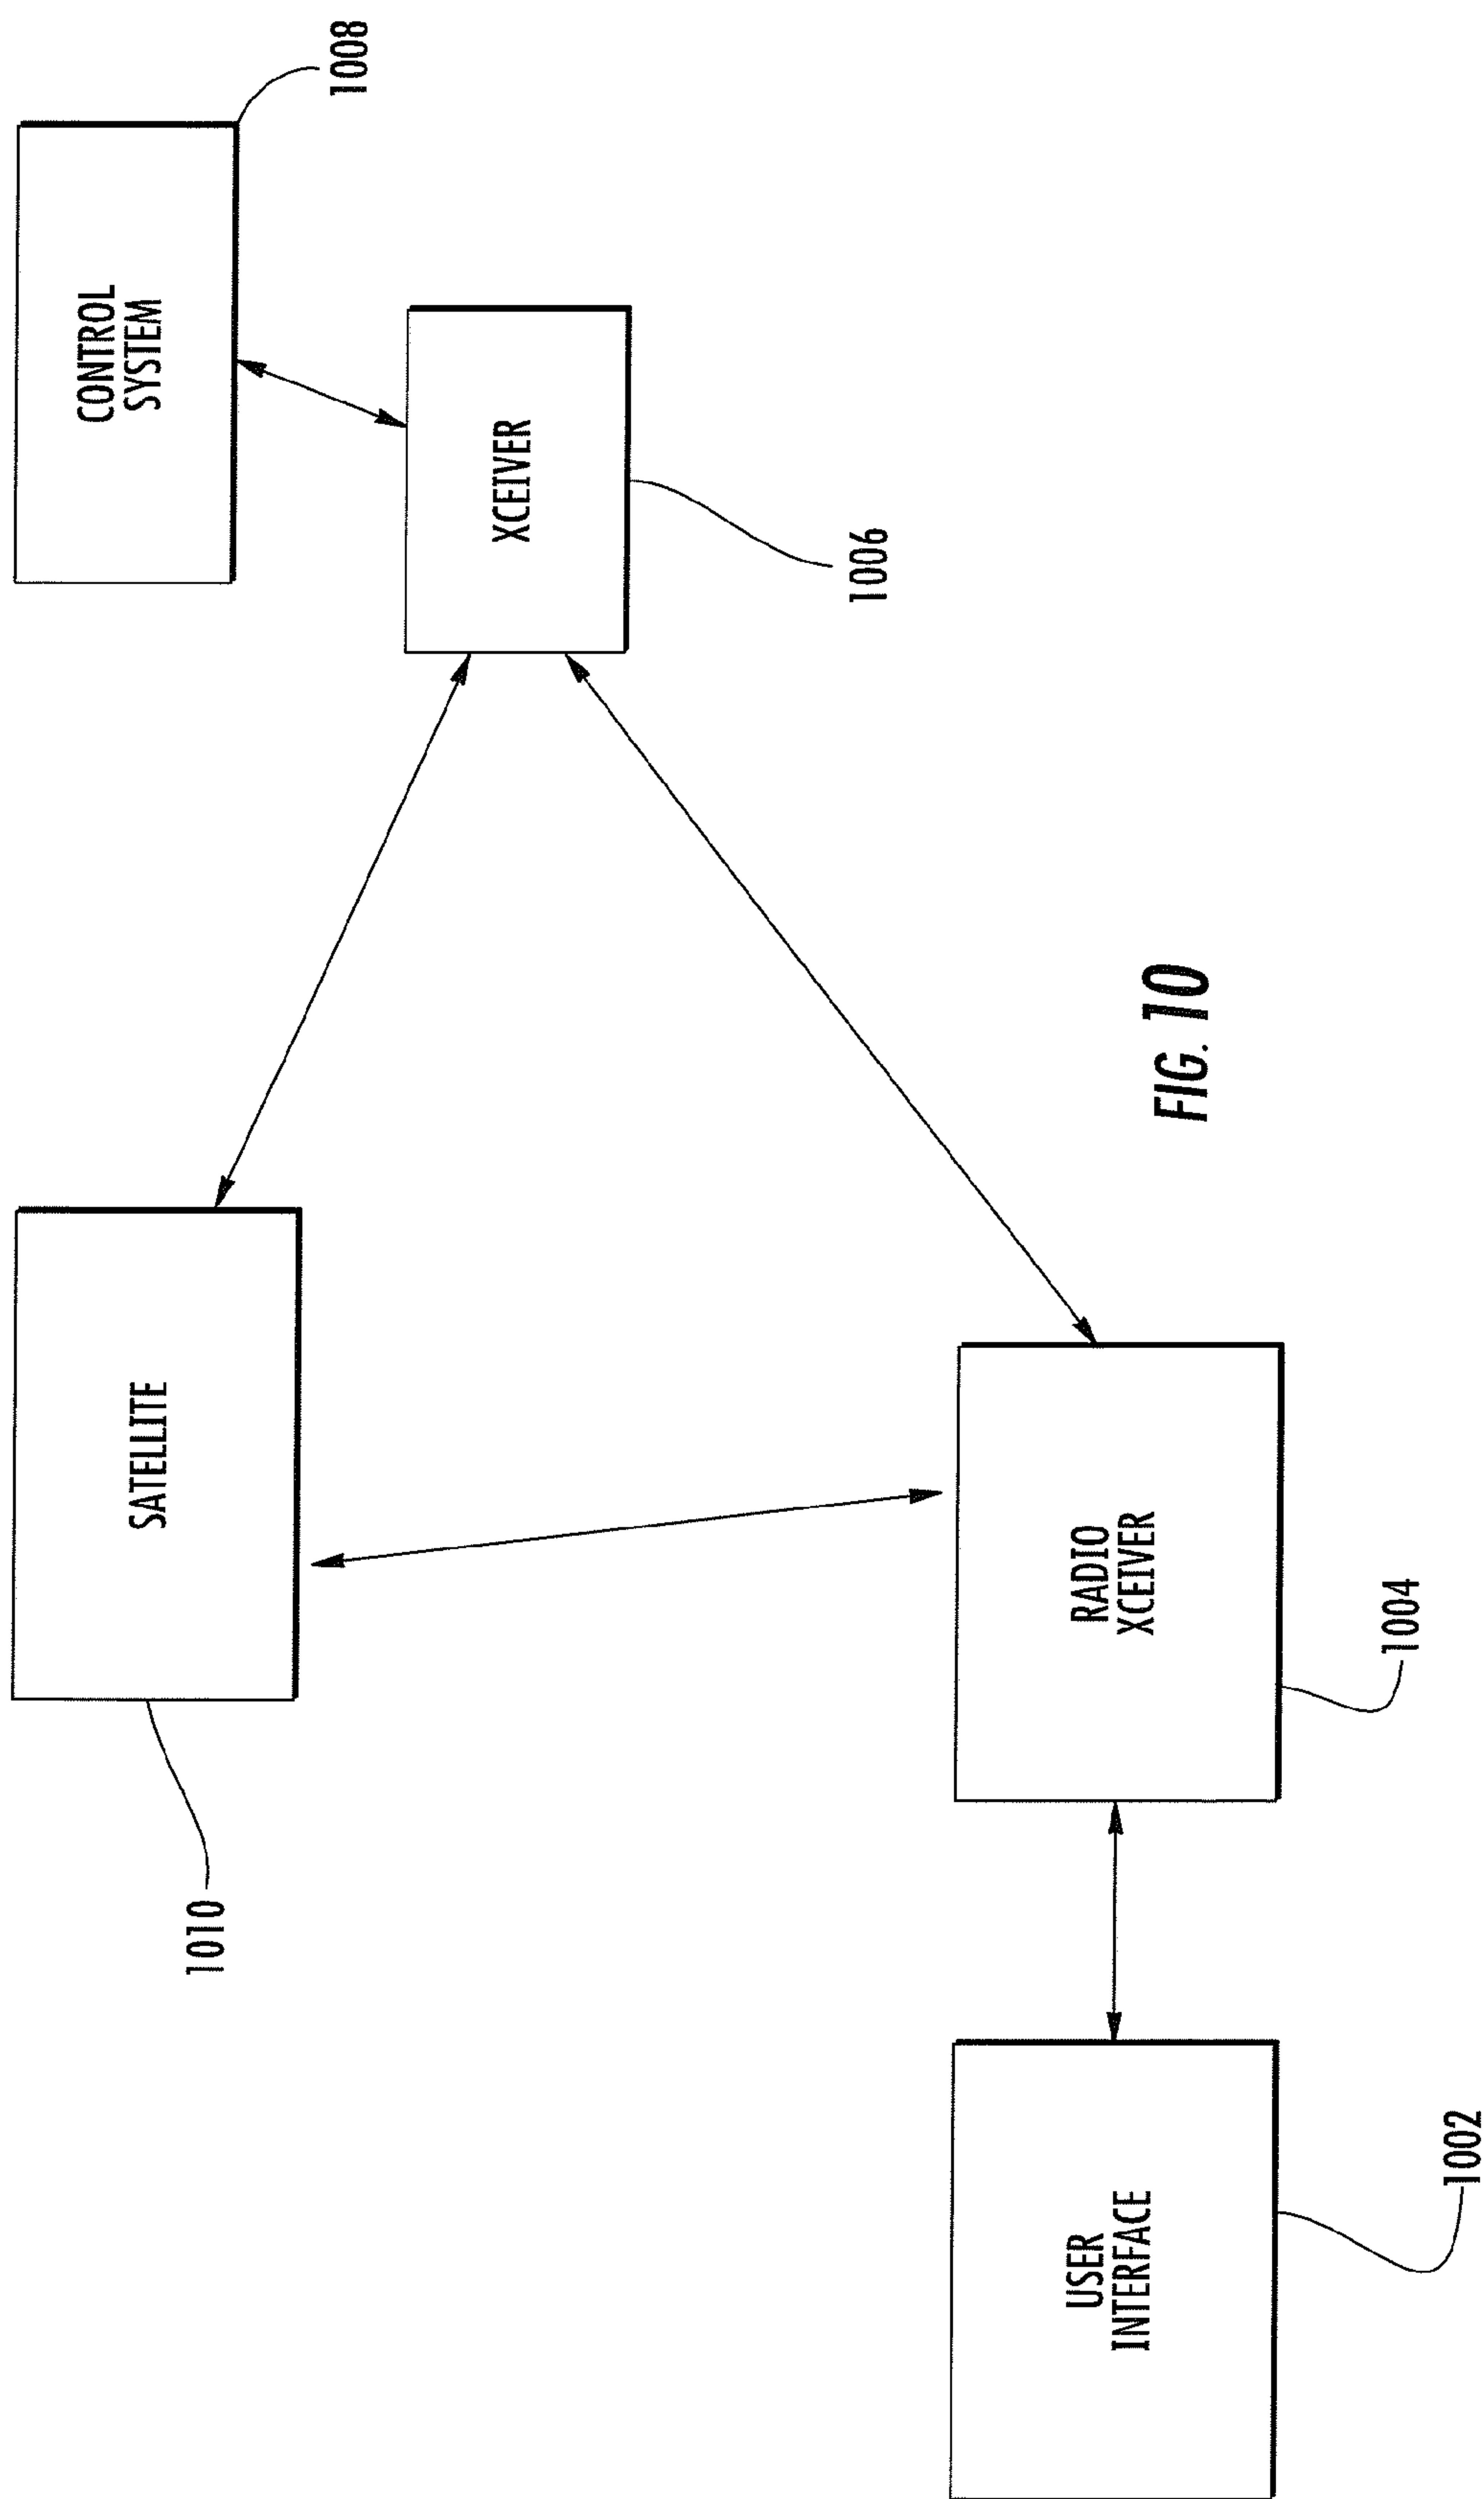 SATELLITE
1010
CONTROL
SYSTEM
1008
XCEIVER
1006
USER
INTERFACE
1002
RADIO
XCEIVER
1004
FIG. 10